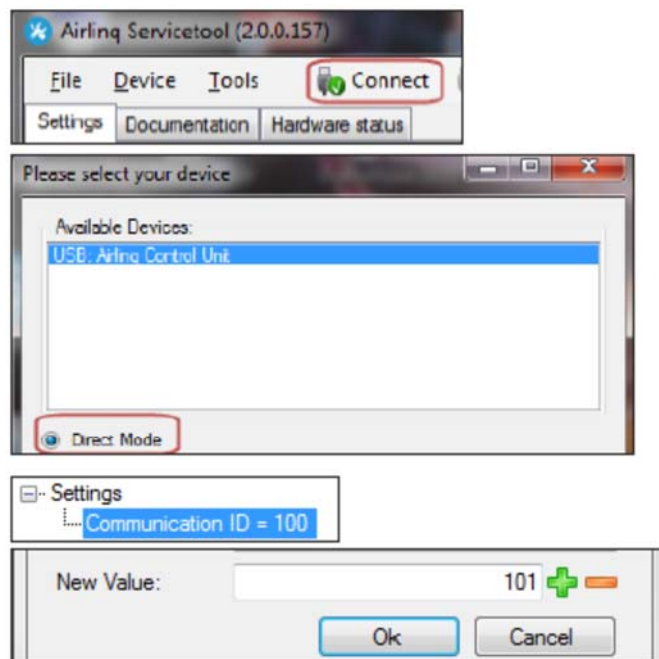 Airlinq Servicetool (2.0.0.157)
File Device Tools Connect
Settings Documentation Hardware status
Please select your device
Available Devices:
USB: Airlinq Control Unit
Direct Mode
Settings
Communication ID = 100
New Value: 101
Ok Cancel